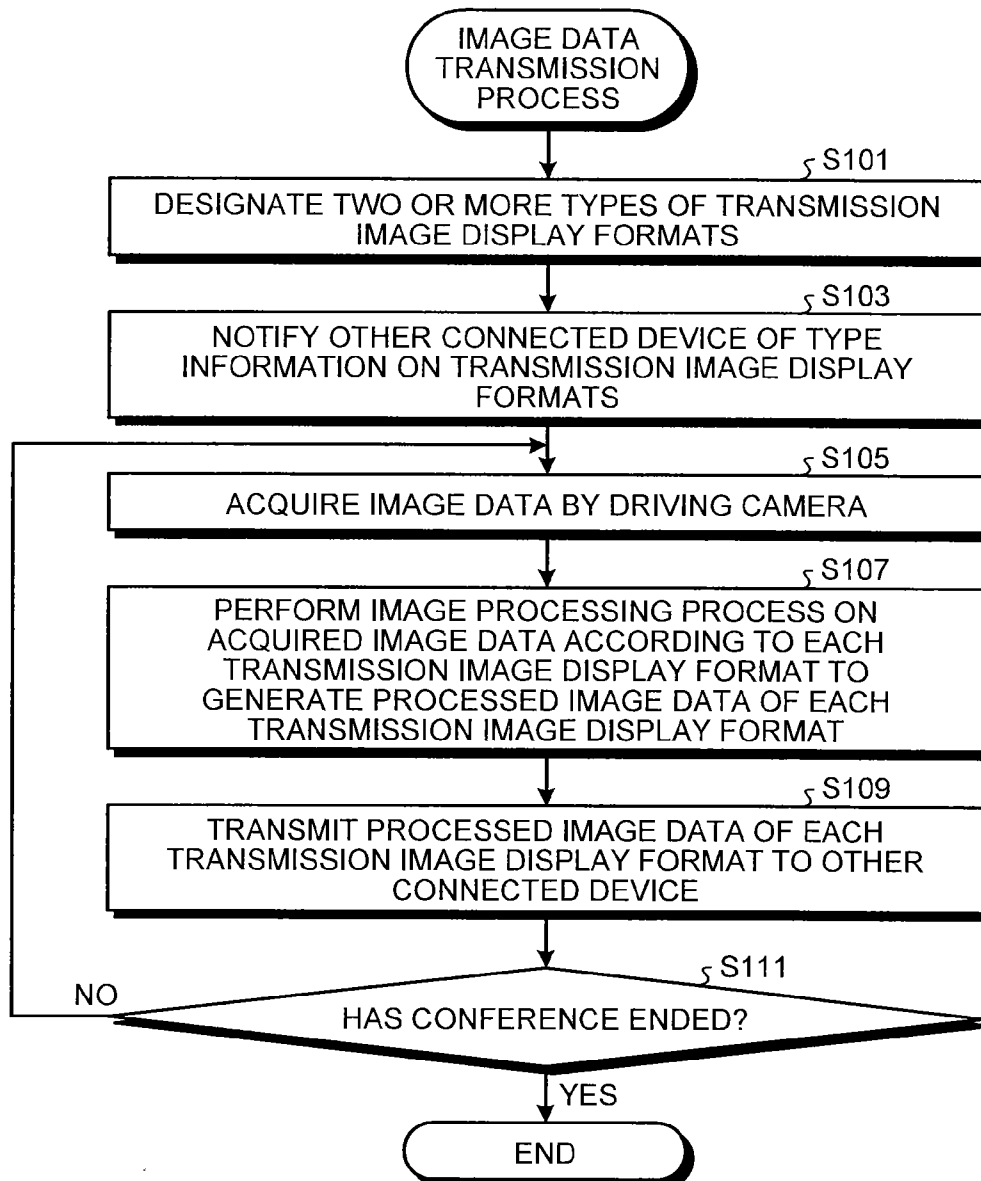 IMAGE DATA
TRANSMISSION
PROCESS
S101
DESIGNATE TWO OR MORE TYPES OF TRANSMISSION
IMAGE DISPLAY FORMATS
S103
NOTIFY OTHER CONNECTED DEVICE OF TYPE
INFORMATION ON TRANSMISSION IMAGE DISPLAY
FORMATS
S105
ACQUIRE IMAGE DATA BY DRIVING CAMERA
S107
PERFORM IMAGE PROCESSING PROCESS ON
ACQUIRED IMAGE DATA ACCORDING TO EACH
TRANSMISSION IMAGE DISPLAY FORMAT TO
GENERATE PROCESSED IMAGE DATA OF EACH
TRANSMISSION IMAGE DISPLAY FORMAT
S109
TRANSMIT PROCESSED IMAGE DATA OF EACH
TRANSMISSION IMAGE DISPLAY FORMAT TO OTHER
CONNECTED DEVICE
S111
NO
HAS CONFERENCE ENDED?
YES
END